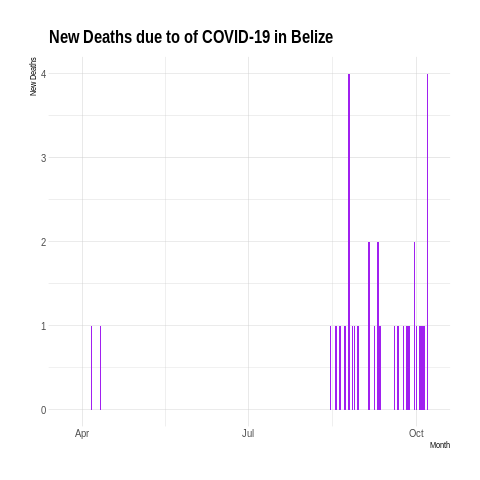 New Deaths due to of COVID-19 in Belize
New Deaths
4
3
2
1
0
Apr
Jul
Oct
Month